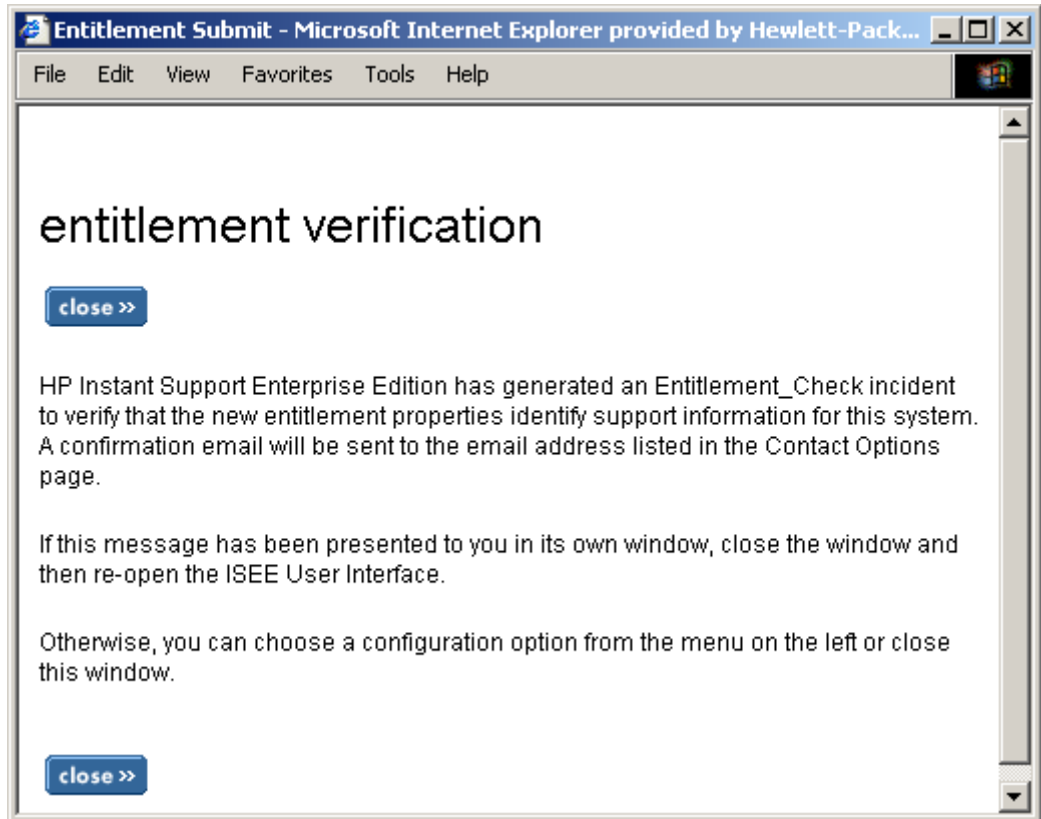 Entitlement Submit - Microsoft Internet Explorer provided by Hewlett-Pack...
File Edit View Favorites Tools Help
entitlement verification
close »
HP Instant Support Enterprise Edition has generated an Entitlement_Check incident
to verify that the new entitlement properties identify support information for this system.
A confirmation email will be sent to the email address listed in the Contact Options
page.
If this message has been presented to you in its own window, close the window and
then re-open the ISEE User Interface.
Otherwise, you can choose a configuration option from the menu on the left or close
this window.
close »